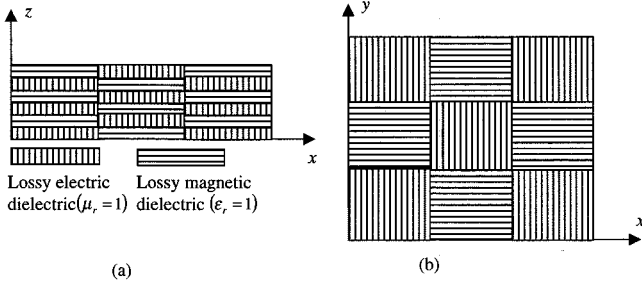 z
y
x
Lossy electric
dielectric(μr =1)
Lossy magnetic
dielectric (εr =1)
x
(a)
(b)